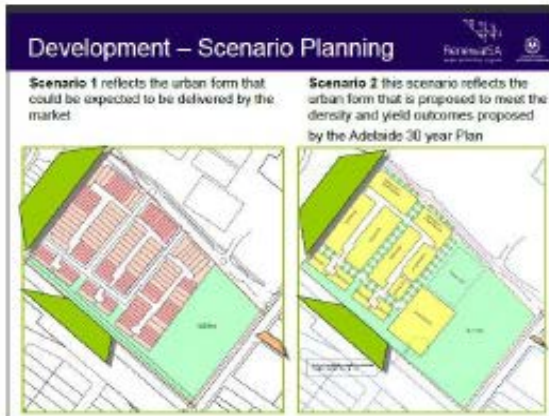 Development – Scenario Planning
RenewalSA
Scenario 1 reflects the urban form that
could be expected to be delivered by the
market
Scenario 2 this scenario reflects the
urban form that is proposed to meet the
density and yield outcomes proposed
by the Adelaide 30 year Plan